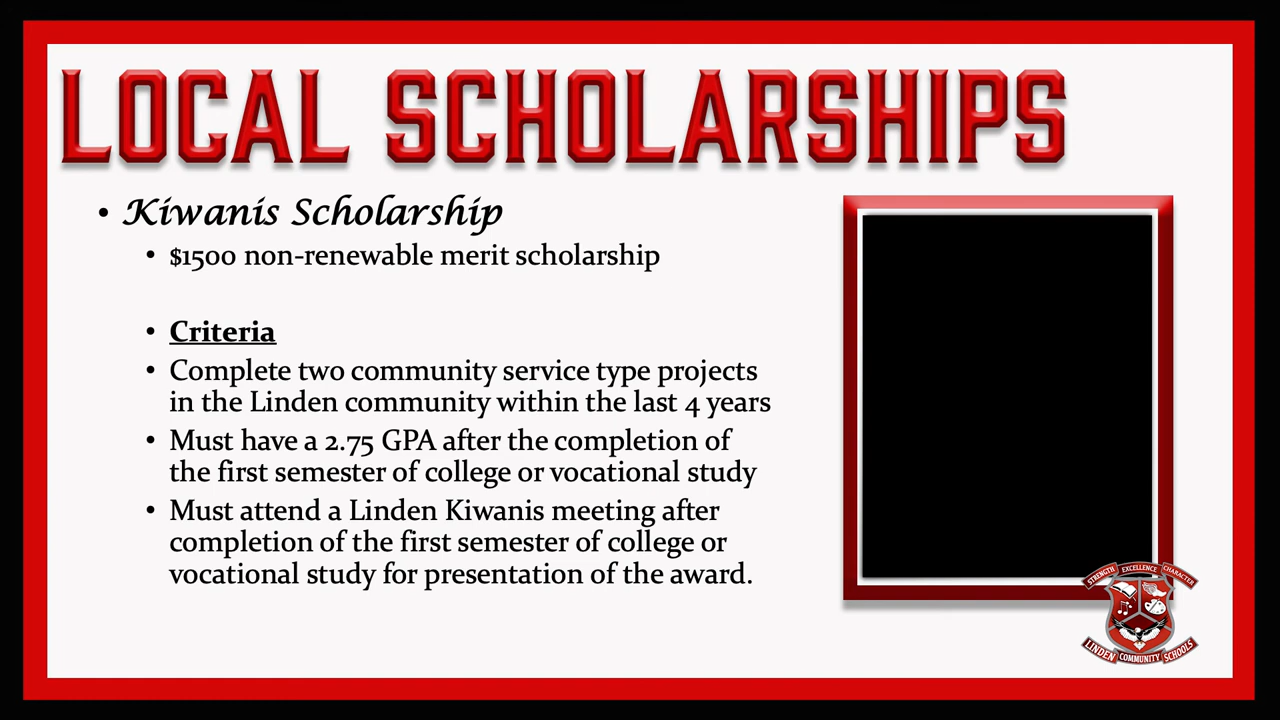 LOCAL SCHOLARSHIPS
• Kiwanis Scholarship
• $1500 non-renewable merit scholarship
• Criteria
• Complete two community service type projects
in the Linden community within the last 4 years
• Must have a 2.75 GPA after the completion of
the first semester of college or vocational study
• Must attend a Linden Kiwanis meeting after
completion of the first semester of college or
vocational study for presentation of the award.
STRENGTH EXCELLENCE CHARACTER
LINDEN COMMUNITY SCHOOLS